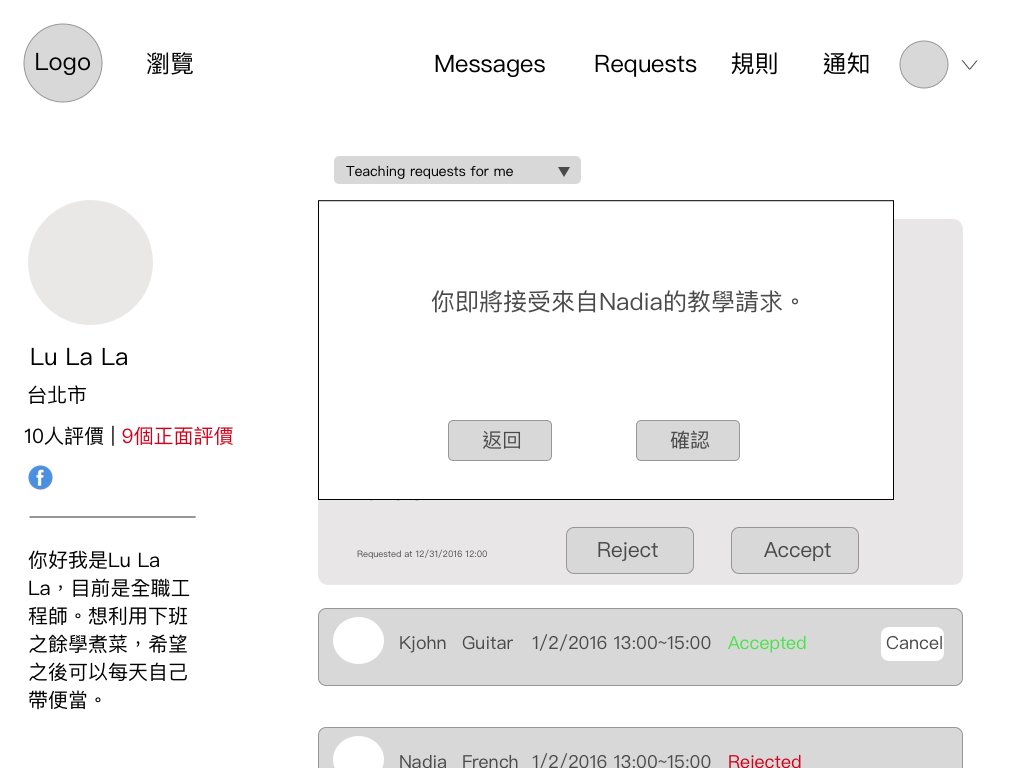 Logo
瀏覽
Messages
Requests
規則
通知
Teaching requests for me
你即將接受來自Nadia的教學請求。
返回
確認
Lu La La
台北市
10人評價 | 9個正面評價
你好我是Lu La
La，目前是全職工
程師。想利用下班
之餘學煮菜，希望
之後可以每天自己
帶便當。
Requested at 12/31/2016 12:00
Reject
Accept
Kjohn Guitar 1/2/2016 13:00~15:00 Accepted Cancel
Nadia French 1/2/2016 13:00~15:00 Rejected